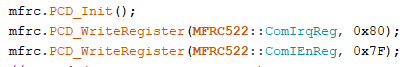 mfrc.PCD_Init();
mfrc.PCD_WriteRegister(MFRC522::ComIrqReg, 0x80);
mfrc.PCD_WriteRegister(MFRC522::ComIEnReg, 0x7F);